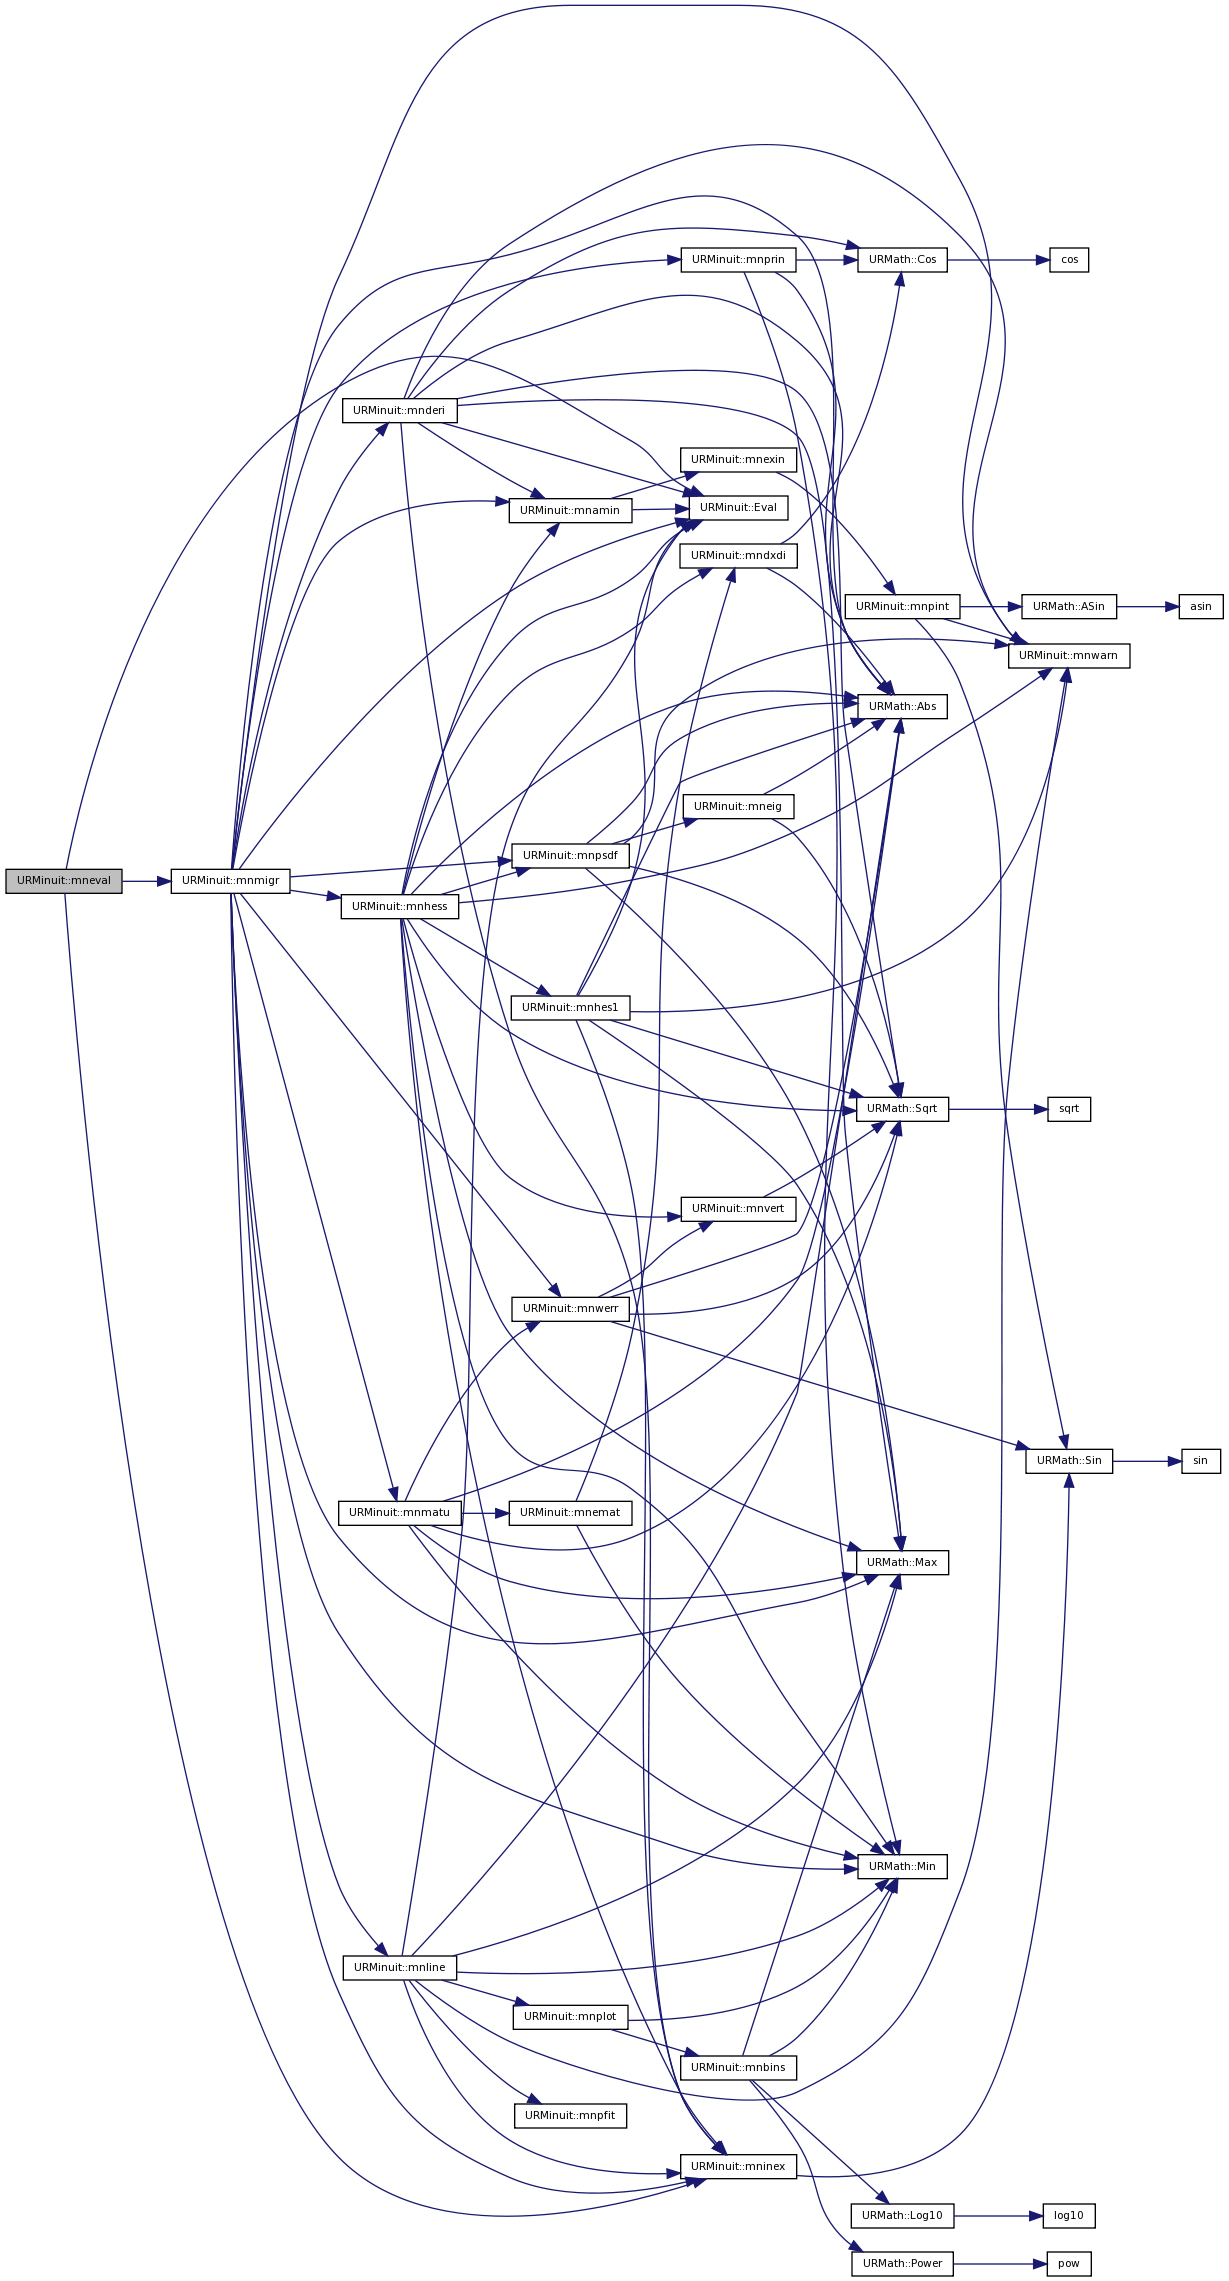 URMinuit::mnprin
URMath::Cos
cos
URMinuit::mnderi
URMinuit::mnexin
URMinuit::mnamin
URMinuit::Eval
URMinuit::mndxdi
URMinuit::mnpint
URMath::ASin
asin
URMinuit::mnwarn
URMath::Abs
URMinuit::mneig
URMinuit::mnpsdf
URMinuit::mneval
URMinuit::mnmigr
URMinuit::mnhess
URMinuit::mnhes1
URMath::Sqrt
sqrt
URMinuit::mnvert
URMinuit::mnwerr
URMath::Sin
sin
URMinuit::mnmatu
URMinuit::mnemat
URMath::Max
URMath::Min
URMinuit::mnline
URMinuit::mnplot
URMinuit::mnbins
URMinuit::mnpfit
URMinuit::mninex
URMath::Log10
log10
URMath::Power
pow